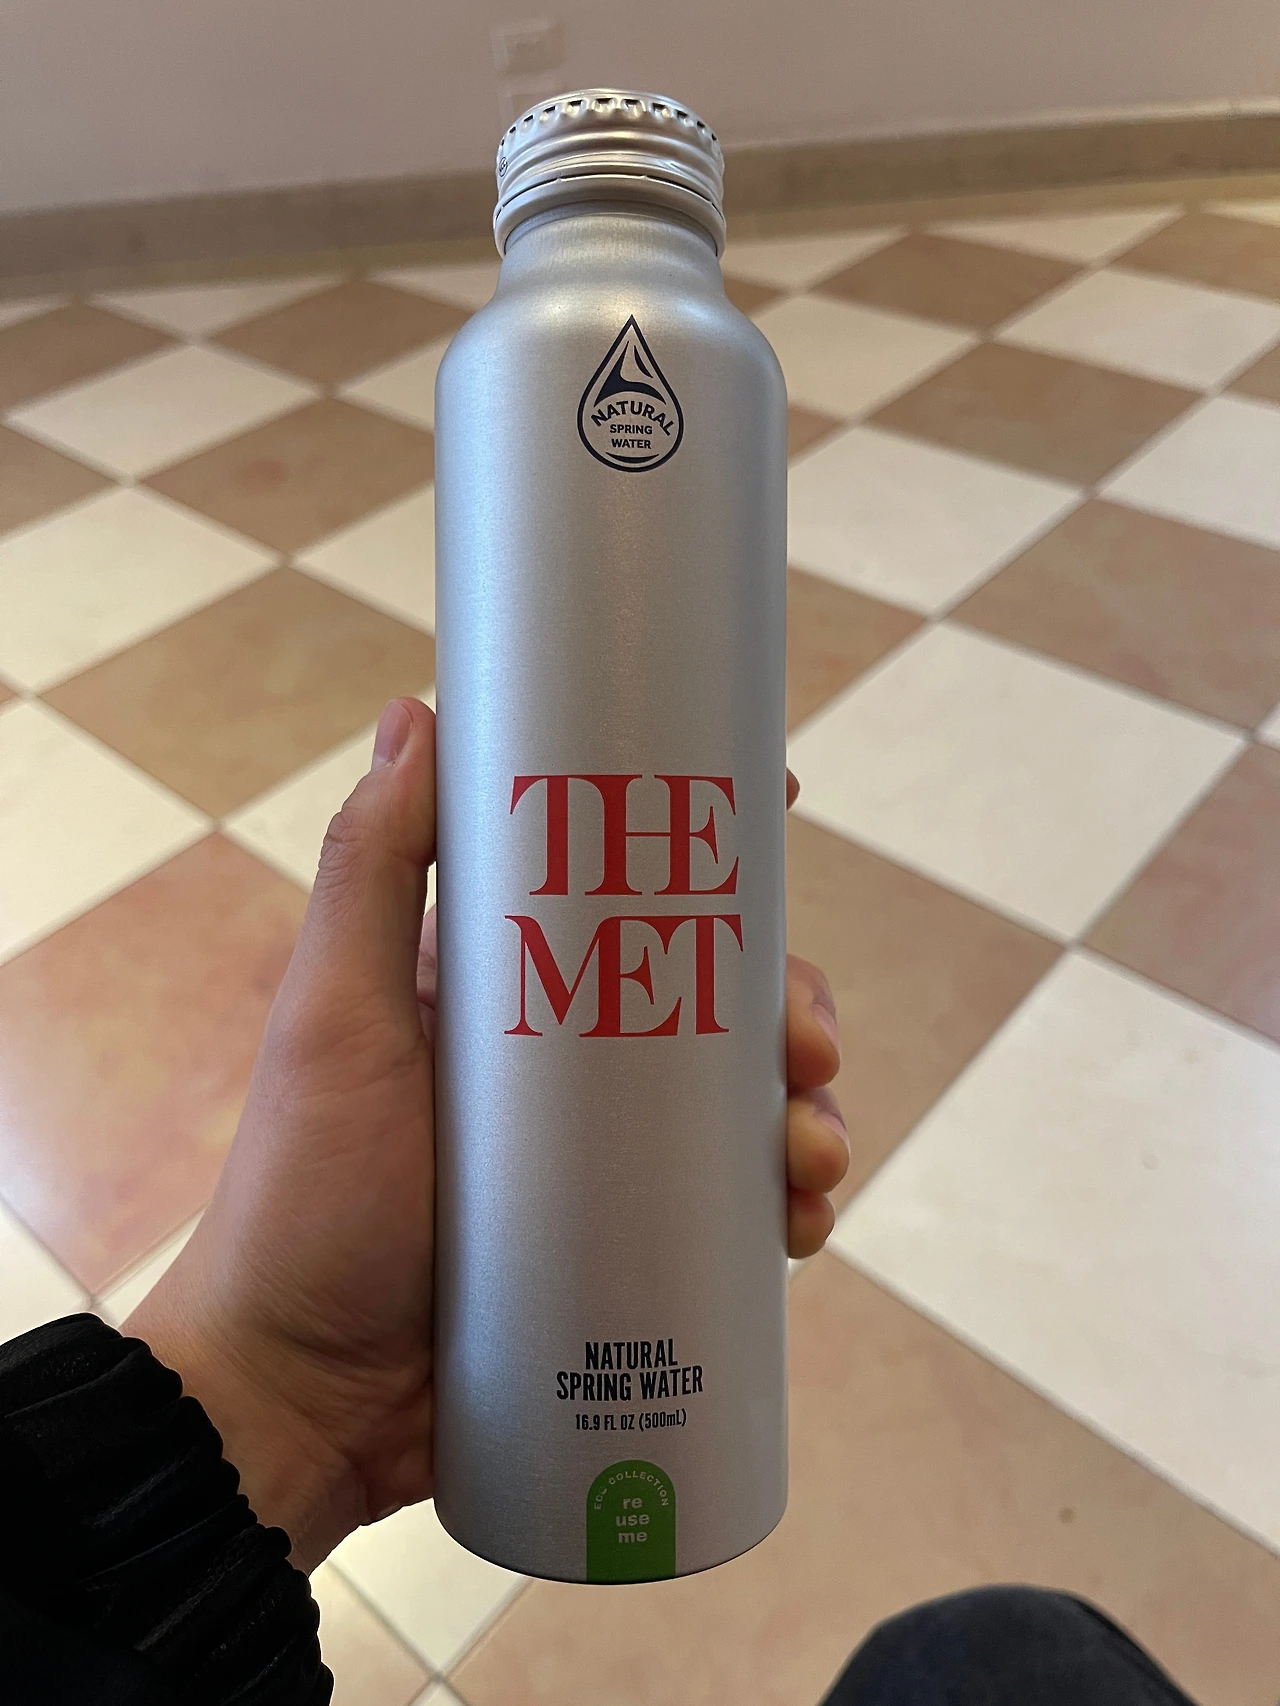 NATURAL
SPRING
WATER
THE
MET
NATURAL
SPRING WATER
16.9 FL OZ (500mL)
ECO COLLECTION
re
use
me